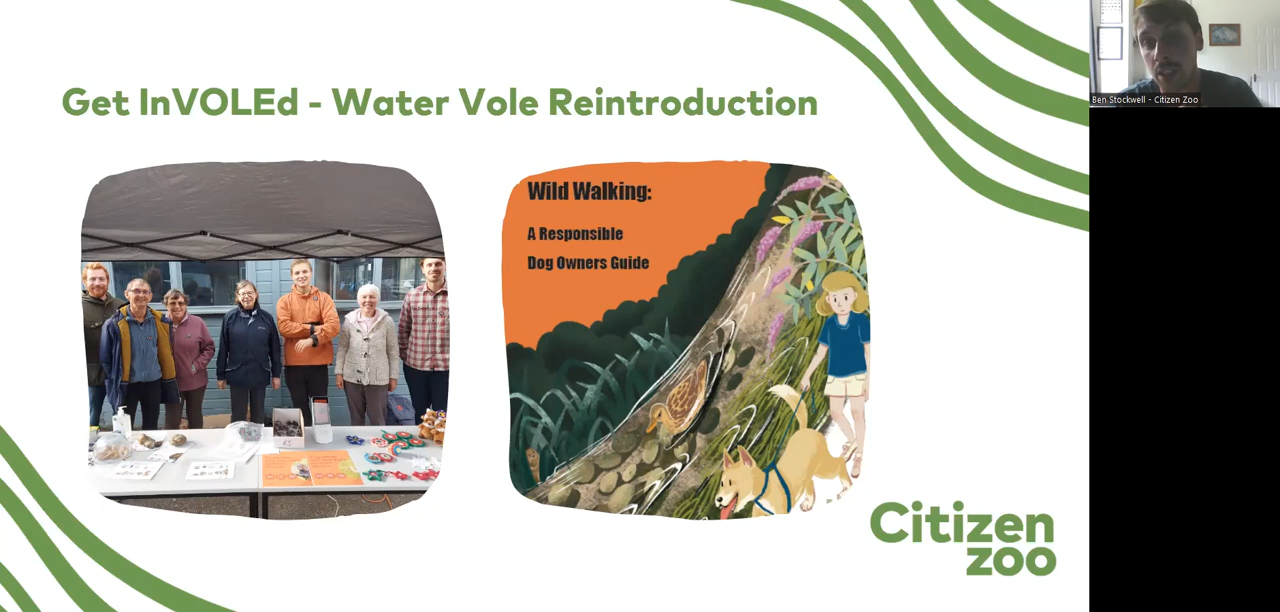 Get InVOLEd - Water Vole Reintroduction
Ben Stockwell - Citizen Zoo
Wild Walking:
A Responsible
Dog Owners Guide
Citizen
zoo